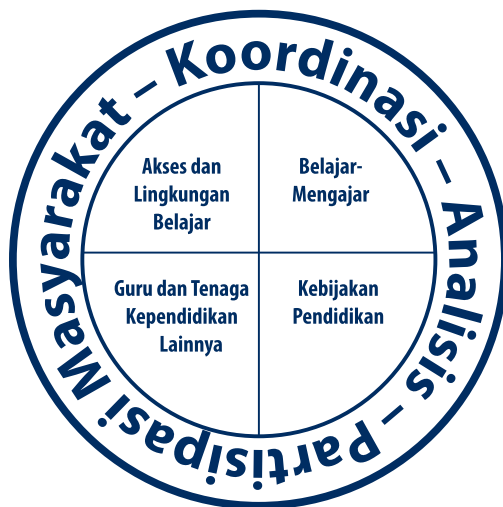 Koordinasi – Analisis – Partisipasi Masyarakat –
Akses dan
Lingkungan
Belajar
Belajar-
Mengajar
Guru dan Tenaga
Kependidikan
Lainnya
Kebijakan
Pendidikan